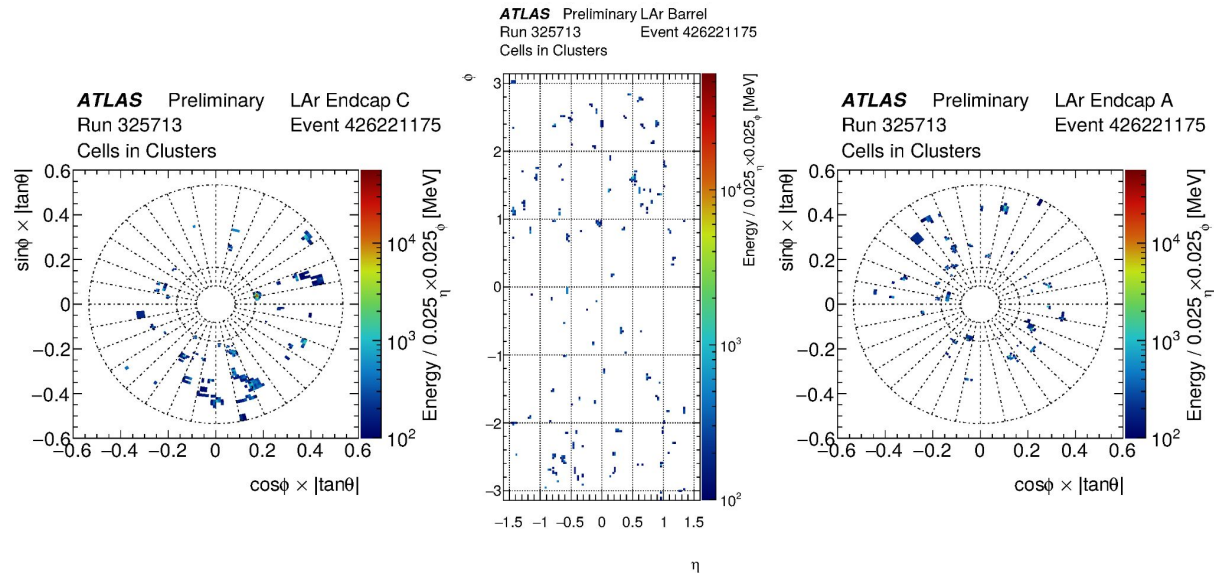 ATLAS Preliminary LAr Endcap C
Run 325713 Event 426221175
Cells in Clusters
sinφ × |tanθ|
0.6
0.4
0.2
0
−0.2
−0.4
−0.6
−0.6 −0.4 −0.2 0 0.2 0.4 0.6
cosφ × |tanθ|
10⁴
10³
10²
Energy / 0.025η×0.025φ [MeV]
ATLAS Preliminary LAr Barrel
Run 325713 Event 426221175
Cells in Clusters
φ
3
2
1
0
−1
−2
−3
−1.5 −1 −0.5 0 0.5 1 1.5
η
10⁴
10³
10²
Energy / 0.025η×0.025φ [MeV]
ATLAS Preliminary LAr Endcap A
Run 325713 Event 426221175
Cells in Clusters
sinφ × |tanθ|
0.6
0.4
0.2
0
−0.2
−0.4
−0.6
−0.6 −0.4 −0.2 0 0.2 0.4 0.6
cosφ × |tanθ|
10⁴
10³
10²
Energy / 0.025η×0.025φ [MeV]